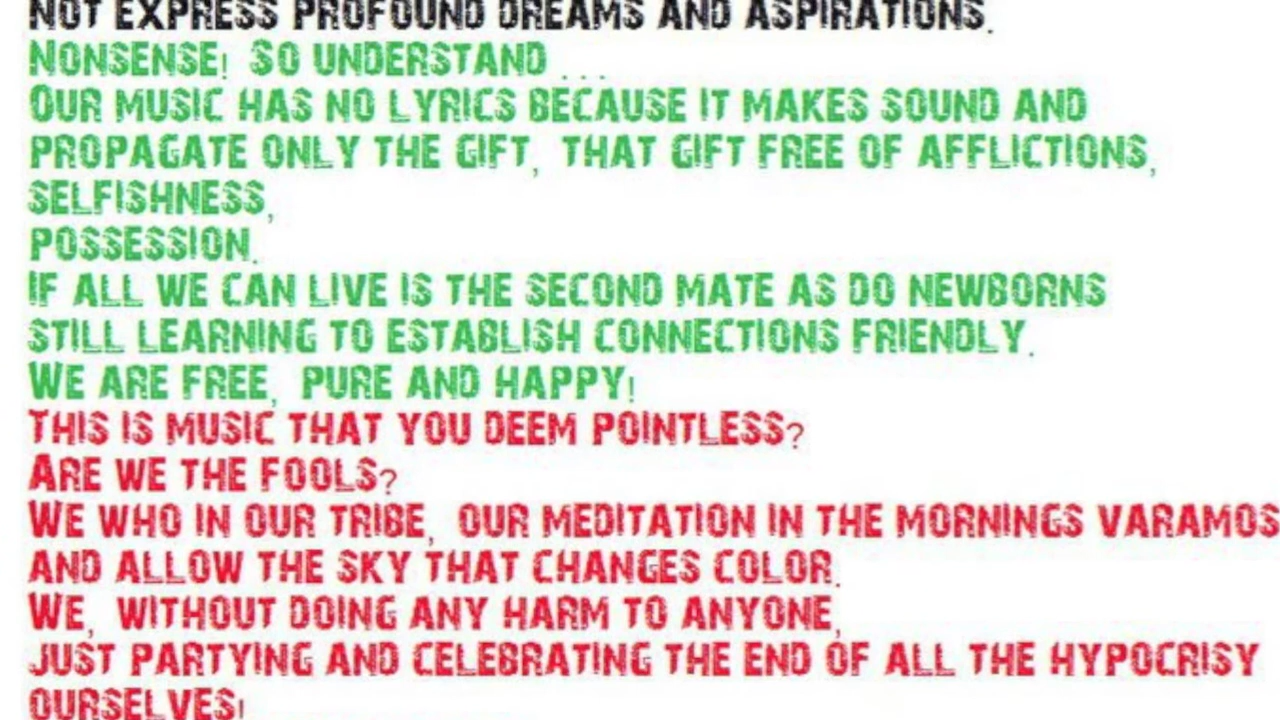 NOT EXPRESS PROFOUND DREAMS AND ASPIRATIONS.
NONSENSE! SO UNDERSTAND ...
OUR MUSIC HAS NO LYRICS BECAUSE IT MAKES SOUND AND
PROPAGATE ONLY THE GIFT, THAT GIFT FREE OF AFFLICTIONS,
SELFISHNESS,
POSSESSION.
IF ALL WE CAN LIVE IS THE SECOND MATE AS DO NEWBORNS
STILL LEARNING TO ESTABLISH CONNECTIONS FRIENDLY.
WE ARE FREE, PURE AND HAPPY!
THIS IS MUSIC THAT YOU DEEM POINTLESS?
ARE WE THE FOOLS?
WE WHO IN OUR TRIBE, OUR MEDITATION IN THE MORNINGS VARAMOS
AND ALLOW THE SKY THAT CHANGES COLOR.
WE, WITHOUT DOING ANY HARM TO ANYONE,
JUST PARTYING AND CELEBRATING THE END OF ALL THE HYPOCRISY
OURSELVES!